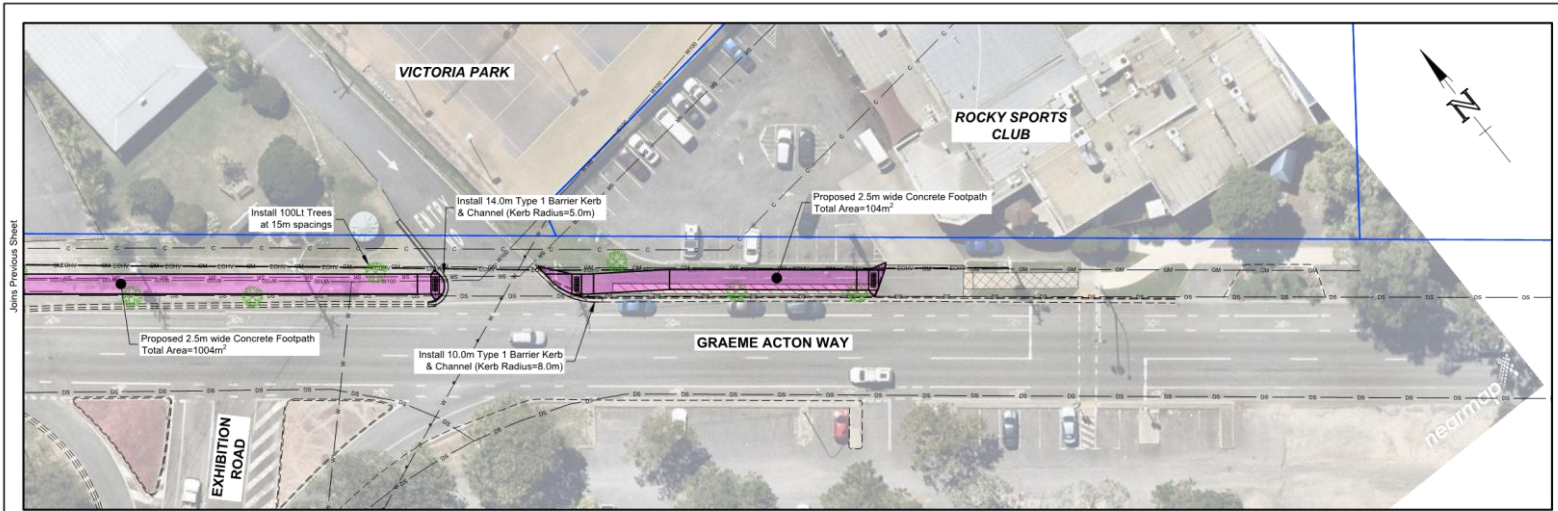 VICTORIA PARK
ROCKY SPORTS
CLUB
N
Joins Previous Sheet
Install 100Lt Trees
at 15m spacings
Install 14.0m Type 1 Barrier Kerb
& Channel (Kerb Radius=5.0m)
Proposed 2.5m wide Concrete Footpath
Total Area=104m²
Proposed 2.5m wide Concrete Footpath
Total Area=1004m²
Install 10.0m Type 1 Barrier Kerb
& Channel (Kerb Radius=8.0m)
GRAEME ACTON WAY
EXHIBITION
ROAD
nearmap